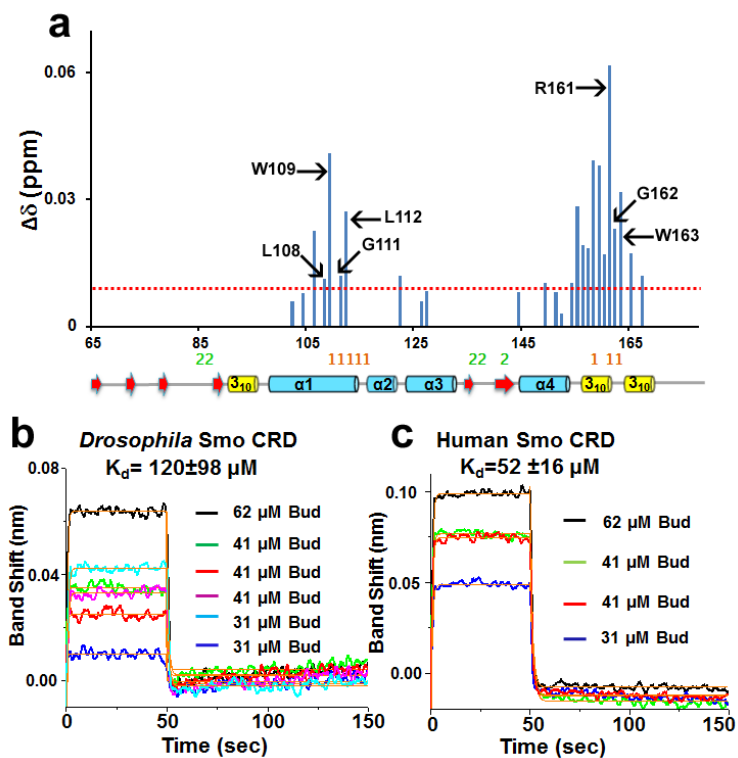 a
Δδ (ppm)
0.06
0.03
0
R161
W109
G162
L112
W163
L108
G111
65 85 105 125 145 165
22 11111 22 2 1 11
3₁₀ α1 α2 α3 α4 3₁₀ 3₁₀
b
Drosophila Smo CRD
Kd= 120±98 µM
Band Shift (nm)
0.08
0.04
0.00
62 µM Bud
41 µM Bud
41 µM Bud
41 µM Bud
31 µM Bud
31 µM Bud
0 50 100 150
Time (sec)
c
Human Smo CRD
Kd=52 ±16 µM
Band Shift (nm)
0.10
0.05
0.00
62 µM Bud
41 µM Bud
41 µM Bud
31 µM Bud
0 50 100 150
Time (sec)